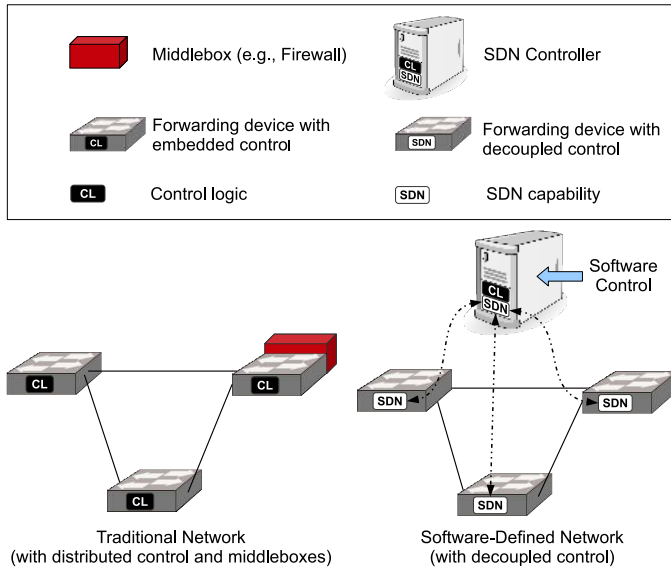 Middlebox (e.g., Firewall)
CL
SDN
SDN Controller
CL
Forwarding device with
embedded control
SDN
Forwarding device with
decoupled control
CL
Control logic
SDN
SDN capability
CL
SDN
Software
Control
CL
CL
CL
SDN
SDN
SDN
Traditional Network
(with distributed control and middleboxes)
Software-Defined Network
(with decoupled control)